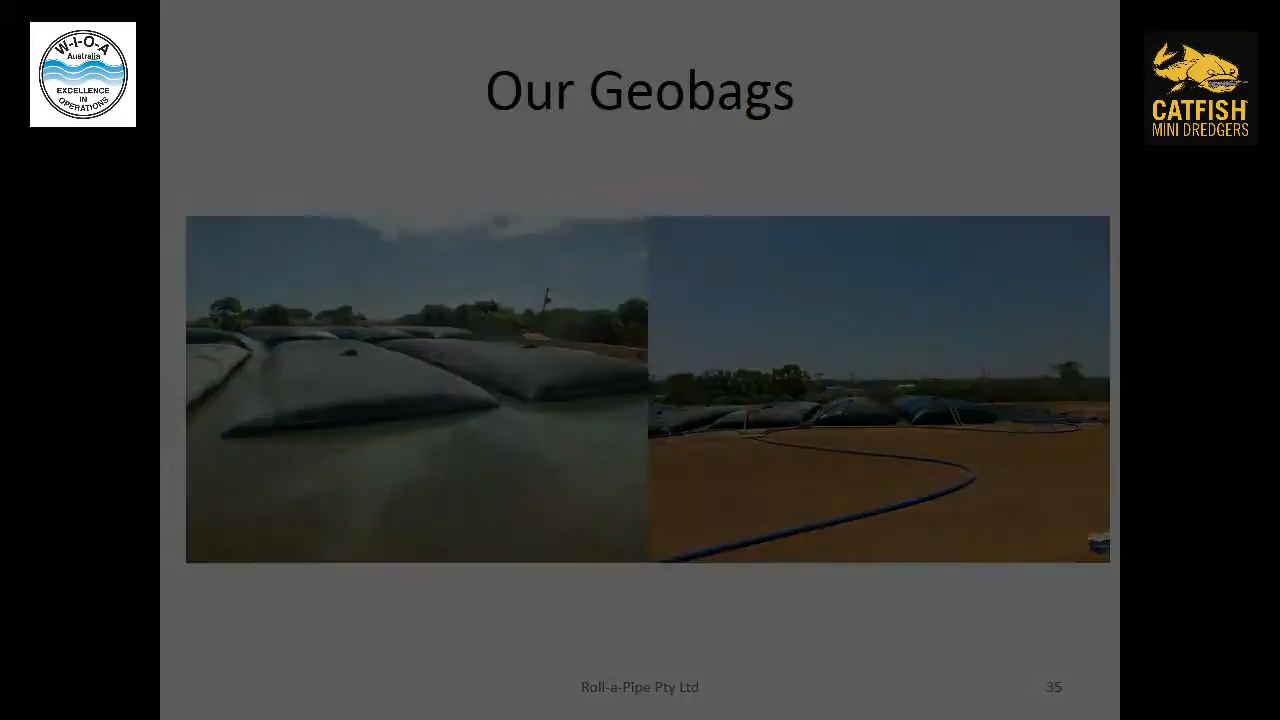 W-I-O-A
Australia
EXCELLENCE
IN
OPERATIONS
Our Geobags
CATFISH
MINI DREDGERS
Roll-a-Pipe Pty Ltd
35